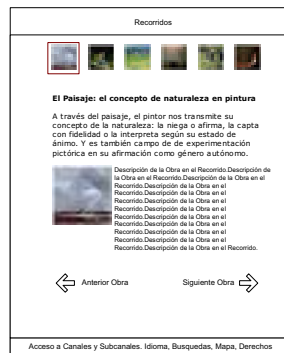 Recorridos
El Paisaje: el concepto de naturaleza en pintura
A través del paisaje, el pintor nos transmite su
concepto de la naturaleza: la niega o afirma, la capta
con fidelidad o la interpreta según su estado de
ánimo. Y es también campo de de experimentación
pictórica en su afirmación como género autónomo.
Descripción de la Obra en el Recorrido.Descripción de
la Obra en el Recorrido.Descripción de la Obra en el
Recorrido.Descripción de la Obra en el
Recorrido.Descripción de la Obra en el
Recorrido.Descripción de la Obra en el
Recorrido.Descripción de la Obra en el
Recorrido.Descripción de la Obra en el
Recorrido.Descripción de la Obra en el
Recorrido.Descripción de la Obra en el
Recorrido.Descripción de la Obra en el Recorrido.
Anterior Obra
Siguiente Obra
Acceso a Canales y Subcanales. Idioma, Busquedas, Mapa, Derechos